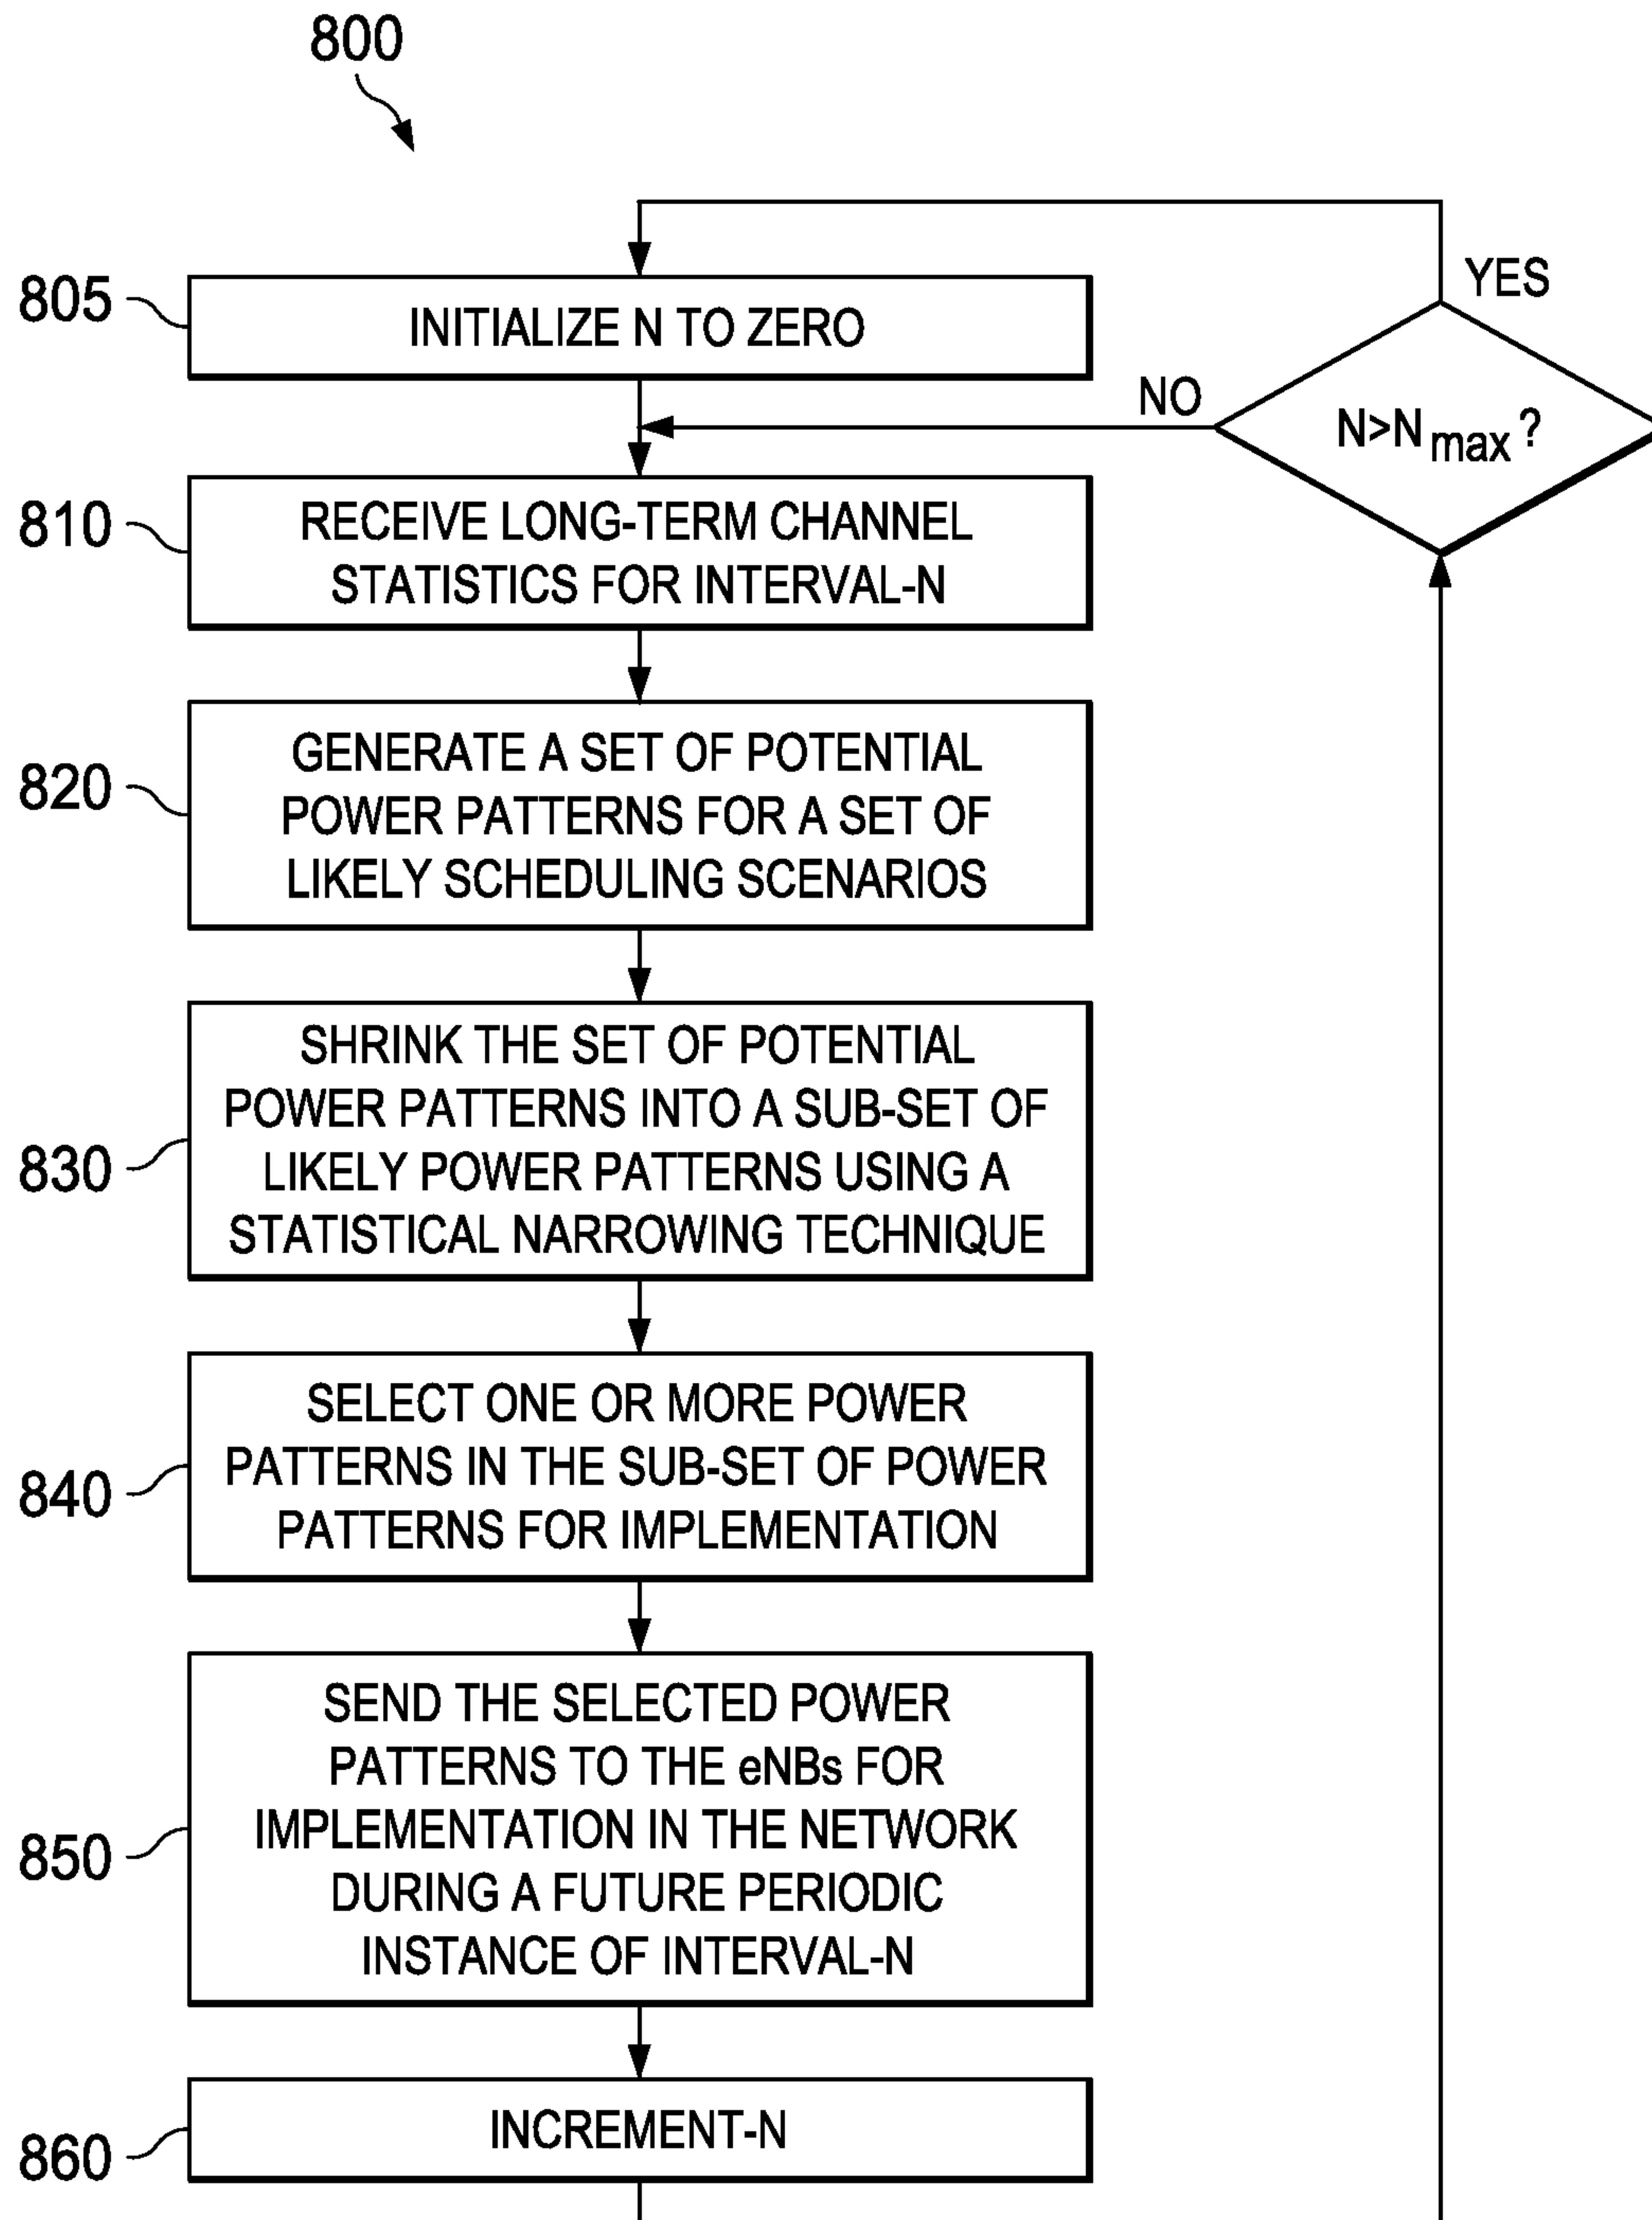 800
805
INITIALIZE N TO ZERO
YES
NO
N>Nmax?
810
RECEIVE LONG-TERM CHANNEL
STATISTICS FOR INTERVAL-N
820
GENERATE A SET OF POTENTIAL
POWER PATTERNS FOR A SET OF
LIKELY SCHEDULING SCENARIOS
830
SHRINK THE SET OF POTENTIAL
POWER PATTERNS INTO A SUB-SET OF
LIKELY POWER PATTERNS USING A
STATISTICAL NARROWING TECHNIQUE
840
SELECT ONE OR MORE POWER
PATTERNS IN THE SUB-SET OF POWER
PATTERNS FOR IMPLEMENTATION
850
SEND THE SELECTED POWER
PATTERNS TO THE eNBs FOR
IMPLEMENTATION IN THE NETWORK
DURING A FUTURE PERIODIC
INSTANCE OF INTERVAL-N
860
INCREMENT-N